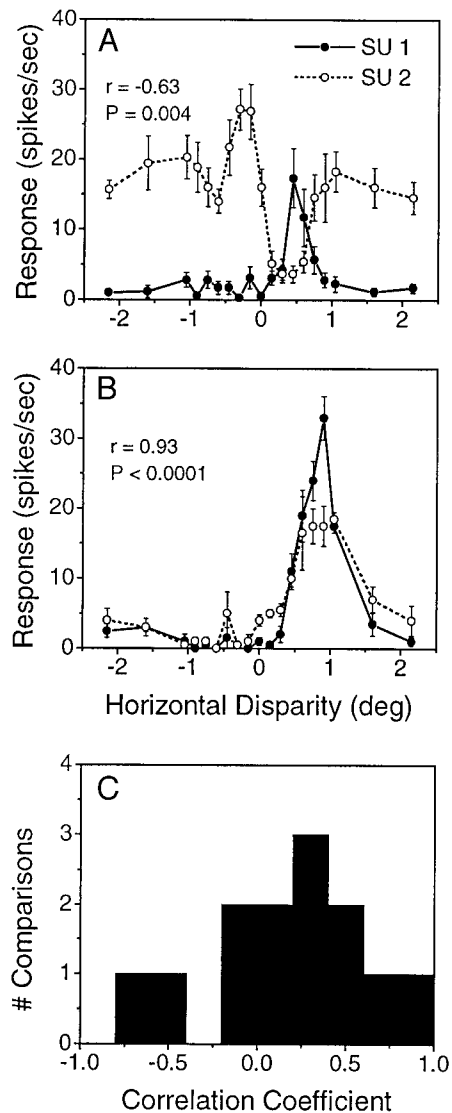 A
SU 1
SU 2
r = -0.63
P = 0.004
Response (spikes/sec)
40
30
20
10
0
-2
-1
0
1
2
B
r = 0.93
P < 0.0001
Response (spikes/sec)
40
30
20
10
0
-2
-1
0
1
2
Horizontal Disparity (deg)
C
# Comparisons
4
3
2
1
0
-1.0
-0.5
0.0
0.5
1.0
Correlation Coefficient